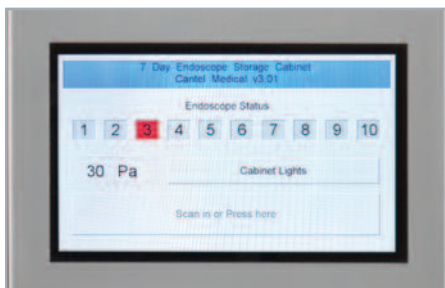 7 Day Endoscope Storage Cabinet
Cantel Medical v3.01
Endoscope Status
1 2 3 4 5 6 7 8 9 10
30 Pa
Cabinet Lights
Scan in or Press here